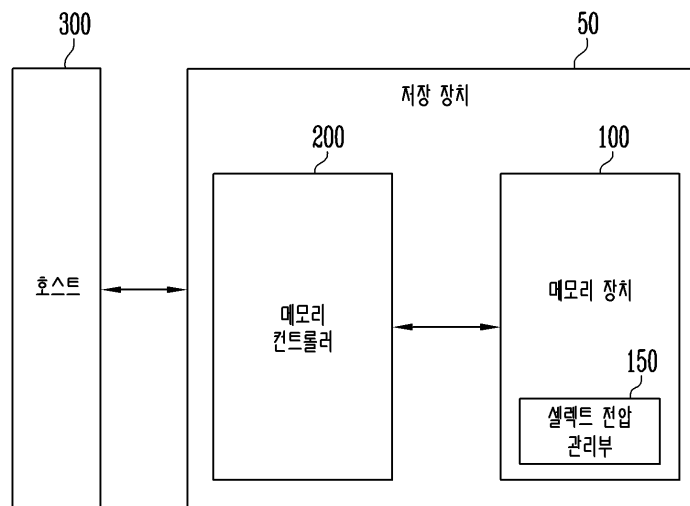 300
50
저장 장치
200
100
호스트
메모리
컨트롤러
메모리 장치
150
셀렉트 전압
관리부